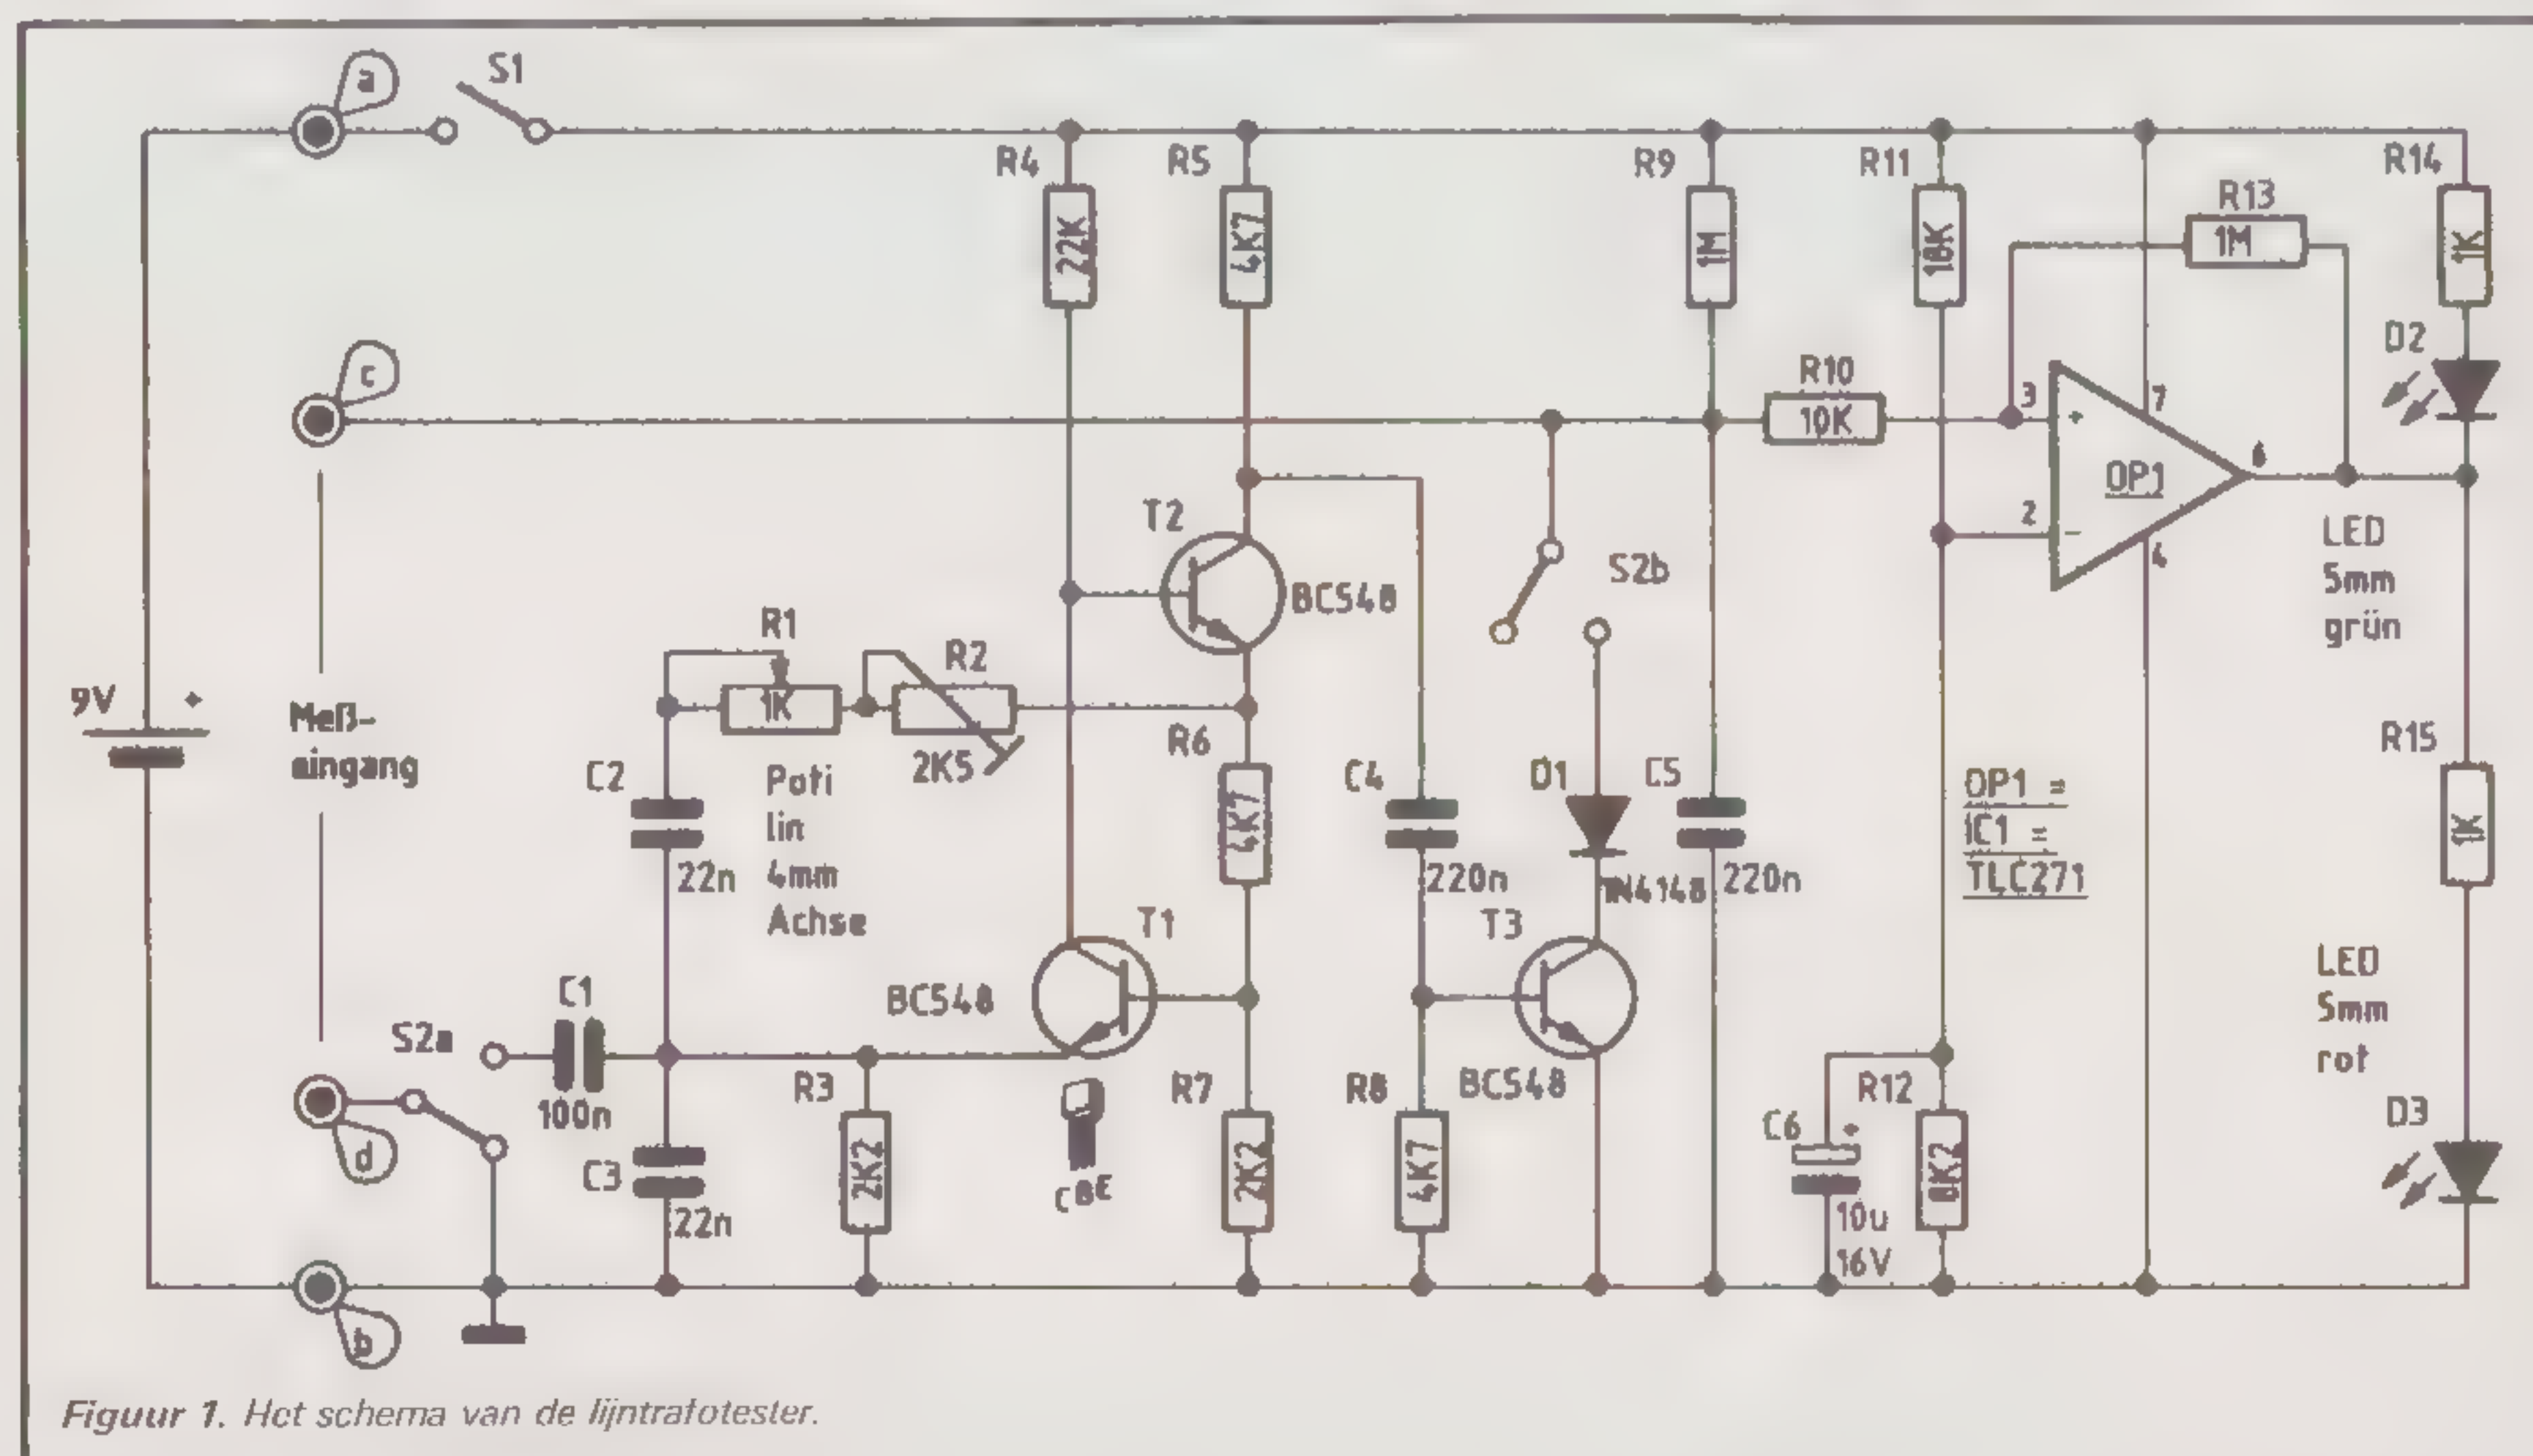 a
S1
R4
22K
R5
4K7
R9
1M
R11
18K
R13
1M
R14
1K
c
R10
10K
3
+
7
D2
OP1
6
2
-
4
LED
5mm
grün
T2
BC548
S2b
R1
1K
R2
2K5
9V
+
Meß-
eingang
Poti
lin
4mm
Achse
C2
22n
R6
4K7
C4
220n
D1
1N4148
C5
220n
OP1 =
IC1 =
TLC271
R15
1K
T1
BC548
T3
BC548
LED
5mm
rot
C1
100n
S2a
d
C3
22n
R3
2K2
C B E
R7
2K2
R8
4K7
C6
+
10u
16V
R12
8K2
D3
b
Figuur 1. Het schema van de lijntrafotester.